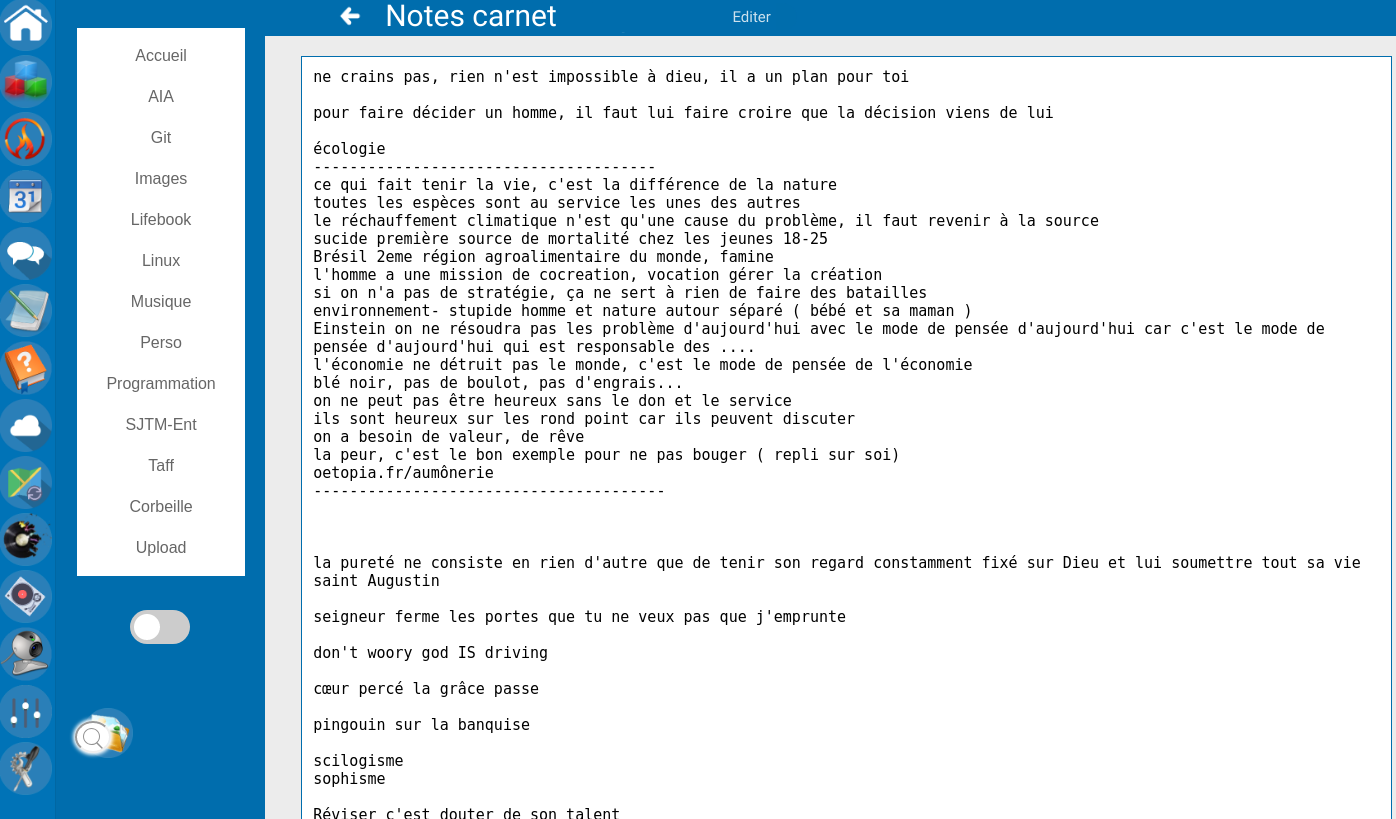 Notes carnet
Editer
31
?
Accueil
AIA
Git
Images
Lifebook
Linux
Musique
Perso
Programmation
SJTM-Ent
Taff
Corbeille
Upload
ne crains pas, rien n'est impossible à dieu, il a un plan pour toi
pour faire décider un homme, il faut lui faire croire que la décision viens de lui
écologie
--------------------------------------
ce qui fait tenir la vie, c'est la différence de la nature
toutes les espèces sont au service les unes des autres
le réchauffement climatique n'est qu'une cause du problème, il faut revenir à la source
sucide première source de mortalité chez les jeunes 18-25
Brésil 2eme région agroalimentaire du monde, famine
l'homme a une mission de cocreation, vocation gérer la création
si on n'a pas de stratégie, ça ne sert à rien de faire des batailles
environnement- stupide homme et nature autour séparé ( bébé et sa maman )
Einstein on ne résoudra pas les problème d'aujourd'hui avec le mode de pensée d'aujourd'hui car c'est le mode de
pensée d'aujourd'hui qui est responsable des ....
l'économie ne détruit pas le monde, c'est le mode de pensée de l'économie
blé noir, pas de boulot, pas d'engrais...
on ne peut pas être heureux sans le don et le service
ils sont heureux sur les rond point car ils peuvent discuter
on a besoin de valeur, de rêve
la peur, c'est le bon exemple pour ne pas bouger ( repli sur soi)
oetopia.fr/aumônerie
---------------------------------------
la pureté ne consiste en rien d'autre que de tenir son regard constamment fixé sur Dieu et lui soumettre tout sa vie
saint Augustin
seigneur ferme les portes que tu ne veux pas que j'emprunte
don't woory god IS driving
cœur percé la grâce passe
pingouin sur la banquise
scilogisme
sophisme
Réviser c'est douter de son talent